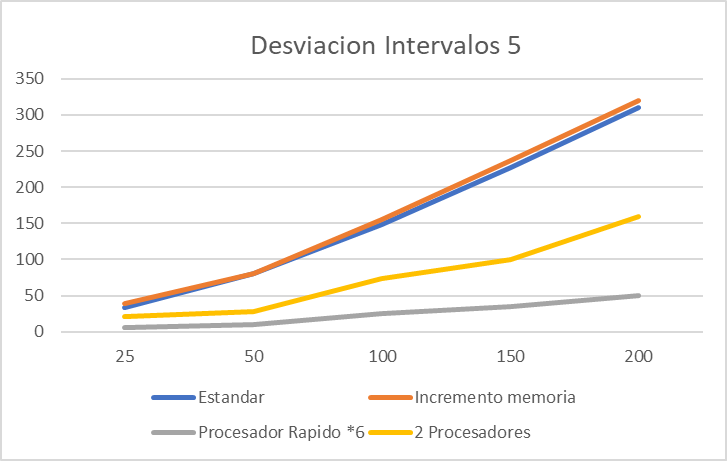 Desviacion Intervalos 5
350
300
250
200
150
100
50
0
25 50 100 150 200
Estandar Incremento memoria
Procesador Rapido *6 2 Procesadores